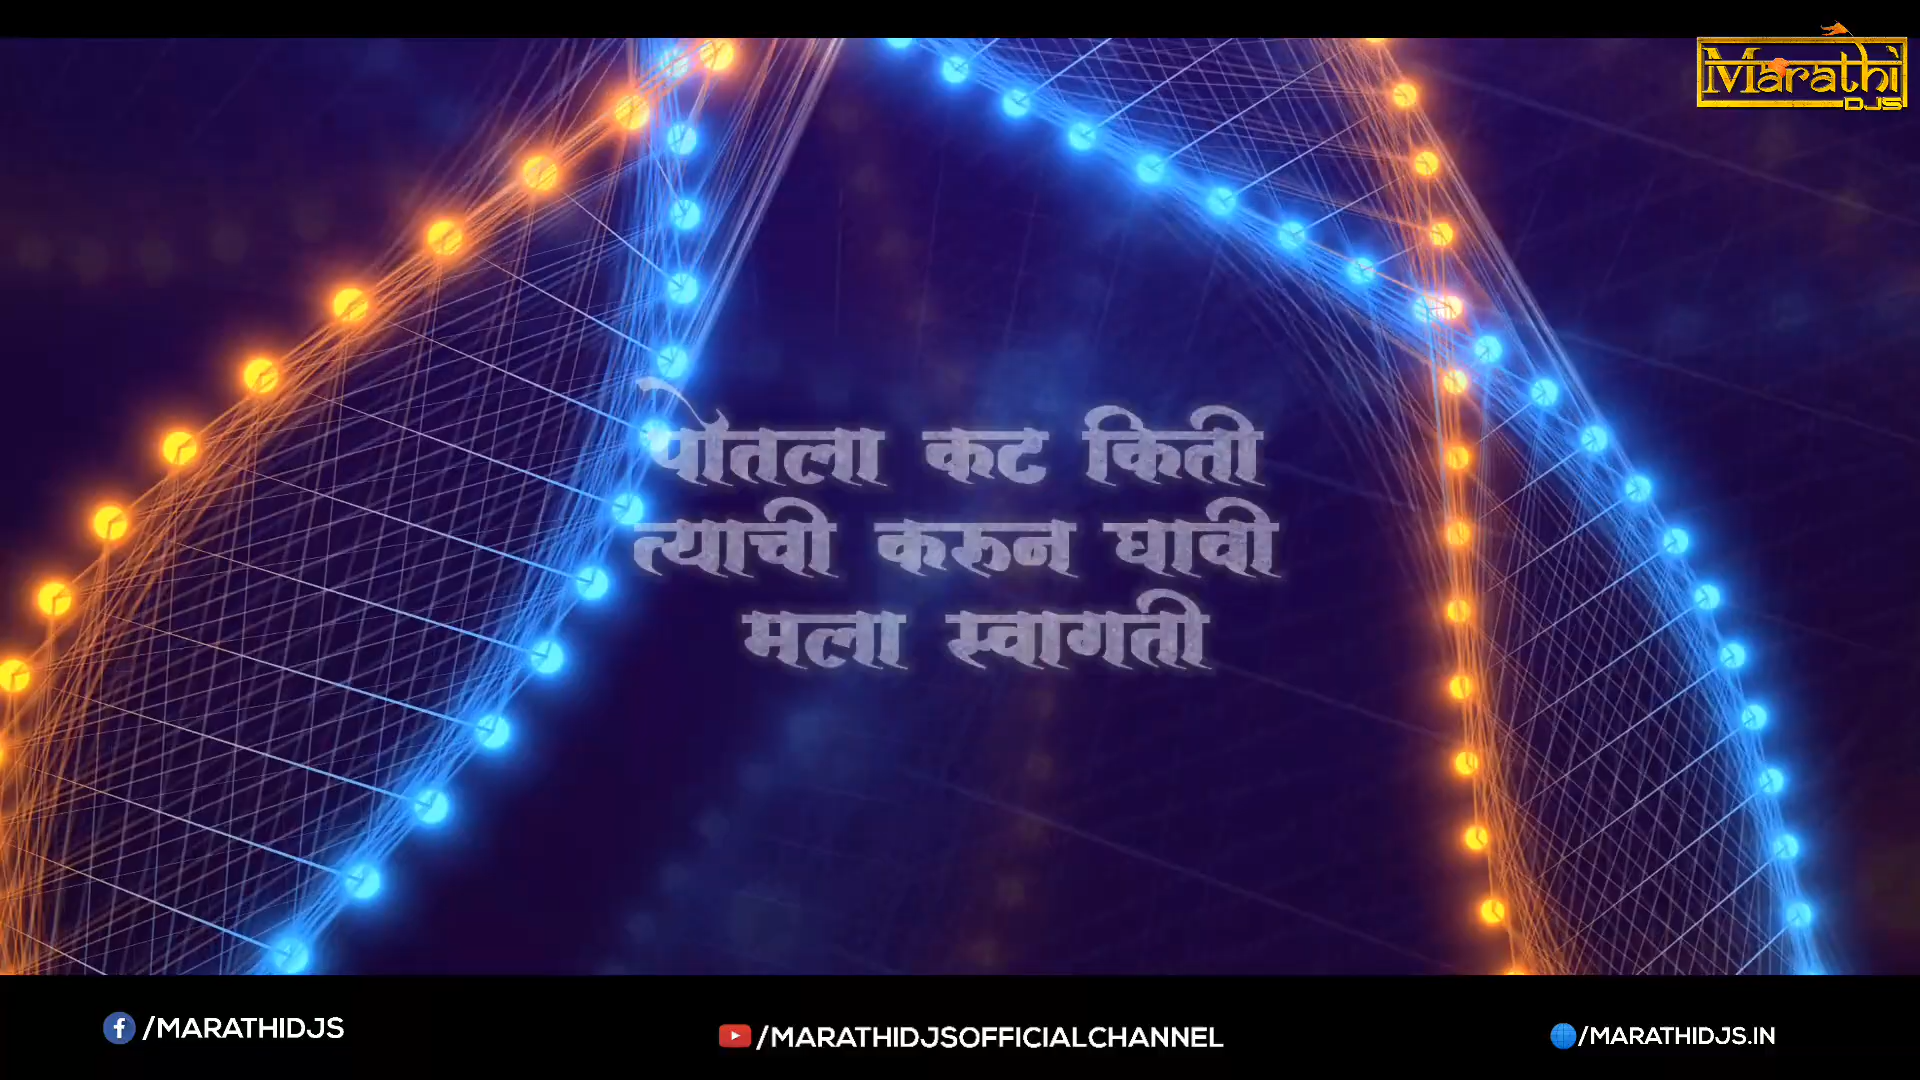 Marathi
DJS
पोतला कट किती
त्याची करून घावी
मला स्वागती
/MARATHIDJS
/MARATHIDJSOFFICIALCHANNEL
/MARATHIDJS.IN